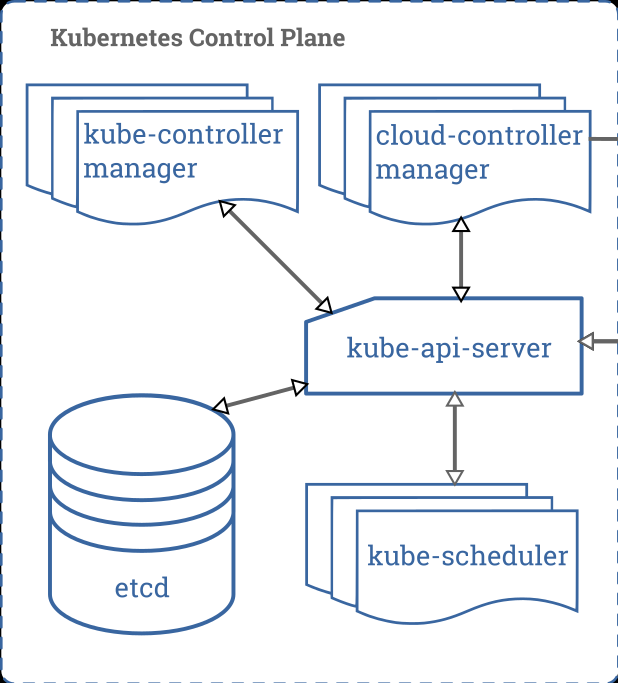 Kubernetes Control Plane
kube-controller
manager
cloud-controller
manager
kube-api-server
etcd
kube-scheduler